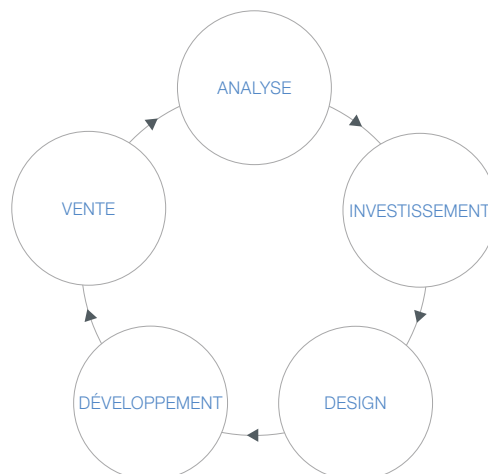 ANALYSE
INVESTISSEMENT
DESIGN
DÉVELOPPEMENT
VENTE